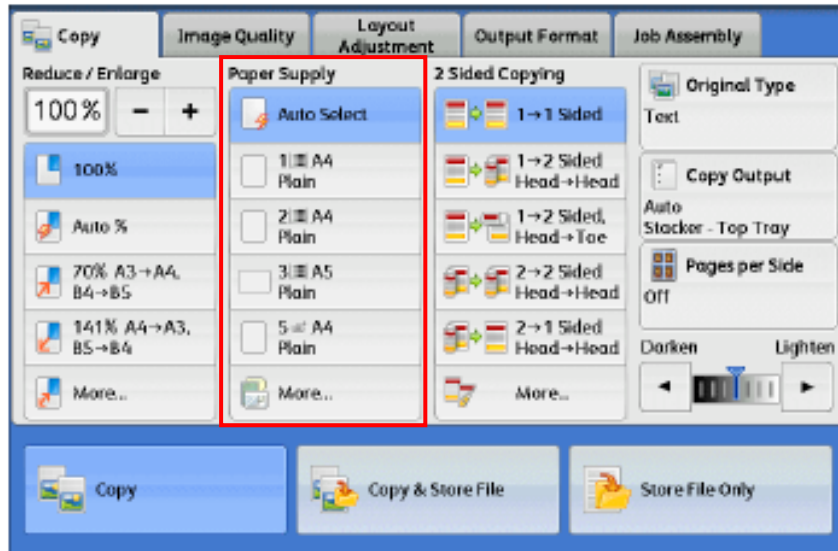 Copy
Image Quality
Layout
Adjustment
Output Format
Job Assembly
Reduce / Enlarge
100%
-
+
100%
Auto %
70% A3→A4,
B4→B5
141% A4→A3,
B5→B4
More...
Paper Supply
Auto Select
1 A4
Plain
2 A4
Plain
3 A5
Plain
5 A4
Plain
More...
2 Sided Copying
1→1 Sided
1→2 Sided
Head→Head
1→2 Sided,
Head→Toe
2→2 Sided
Head→Head
2→1 Sided
Head→Head
More...
Original Type
Text
Copy Output
Auto
Stacker - Top Tray
Pages per Side
Off
Darken
Lighten
Copy
Copy & Store File
Store File Only